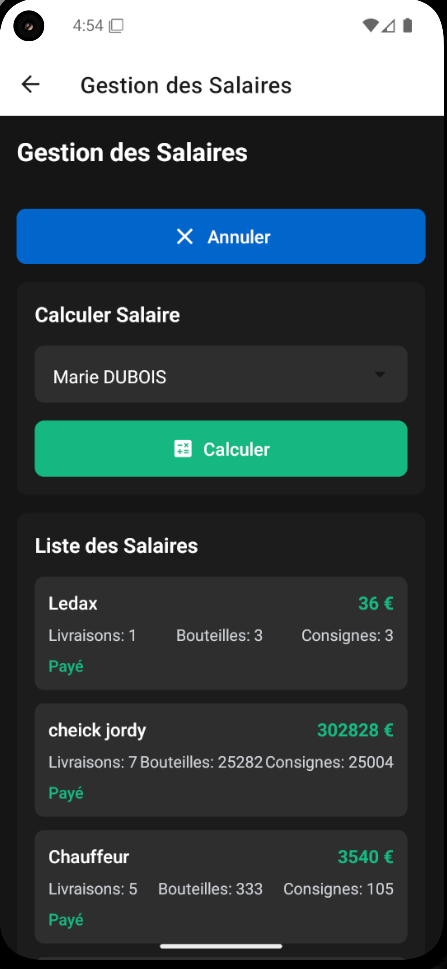 4:54
Gestion des Salaires
Gestion des Salaires
Annuler
Calculer Salaire
Marie DUBOIS
Calculer
Liste des Salaires
Ledax 36 €
Livraisons: 1 Bouteilles: 3 Consignes: 3
Payé
cheick jordy 302828 €
Livraisons: 7 Bouteilles: 25282 Consignes: 25004
Payé
Chauffeur 3540 €
Livraisons: 5 Bouteilles: 333 Consignes: 105
Payé